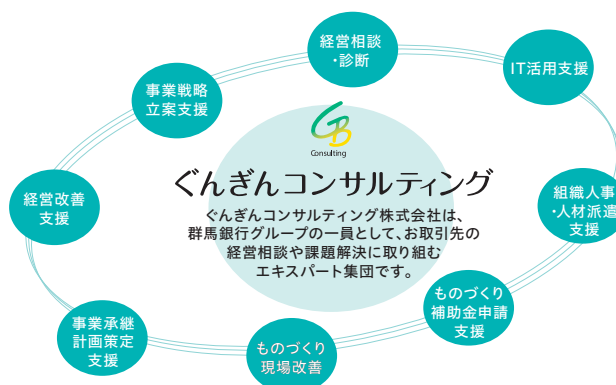 経営相談
・診断
IT活用支援
事業戦略
立案支援
GB
Consulting
ぐんぎんコンサルティング
ぐんぎんコンサルティング株式会社は、
群馬銀行グループの一員として、お取引先の
経営相談や課題解決に取り組む
エキスパート集団です。
経営改善
支援
組織人事
・人材派遣
支援
ものづくり
補助金申請
支援
事業承継
計画策定
支援
ものづくり
現場改善